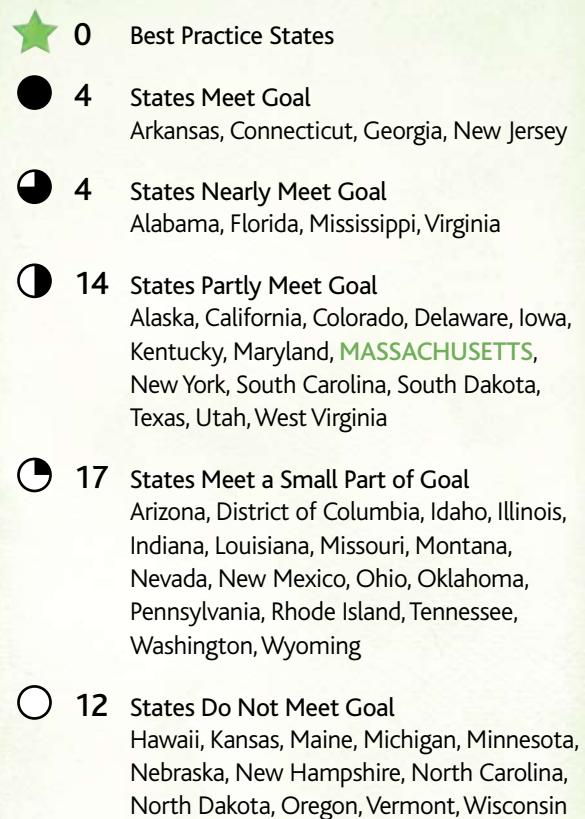 0 Best Practice States
4 States Meet Goal
Arkansas, Connecticut, Georgia, New Jersey
4 States Nearly Meet Goal
Alabama, Florida, Mississippi, Virginia
14 States Partly Meet Goal
Alaska, California, Colorado, Delaware, Iowa,
Kentucky, Maryland, MASSACHUSETTS,
New York, South Carolina, South Dakota,
Texas, Utah, West Virginia
17 States Meet a Small Part of Goal
Arizona, District of Columbia, Idaho, Illinois,
Indiana, Louisiana, Missouri, Montana,
Nevada, New Mexico, Ohio, Oklahoma,
Pennsylvania, Rhode Island, Tennessee,
Washington, Wyoming
12 States Do Not Meet Goal
Hawaii, Kansas, Maine, Michigan, Minnesota,
Nebraska, New Hampshire, North Carolina,
North Dakota, Oregon, Vermont, Wisconsin